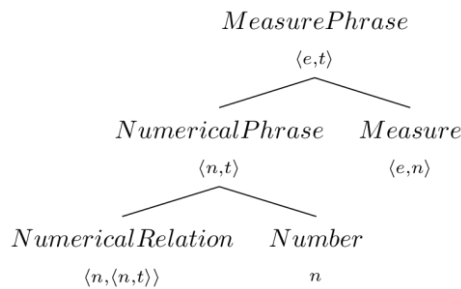 MeasurePhrase
⟨e,t⟩
NumericalPhrase Measure
⟨n,t⟩ ⟨e,n⟩
NumericalRelation Number
⟨n,⟨n,t⟩⟩ n